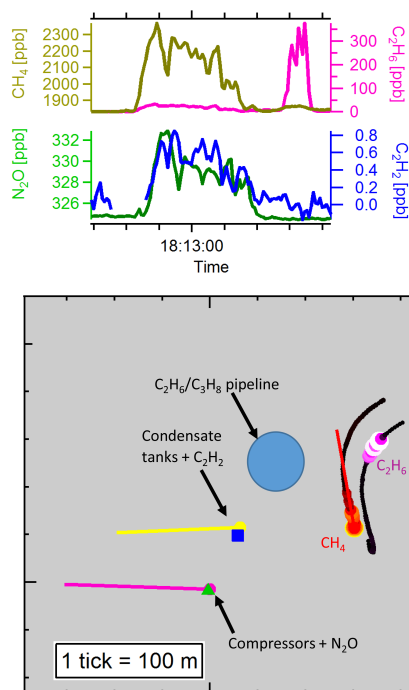 2300
2200
2100
2000
1900
CH₄ [ppb]
300
200
100
0
C₂H₆ [ppb]
332
330
328
326
N₂O [ppb]
0.8
0.6
0.4
0.2
0.0
C₂H₂ [ppb]
18:13:00
Time
C₂H₆/C₃H₈ pipeline
Condensate
tanks + C₂H₂
C₂H₆
CH₄
Compressors + N₂O
1 tick = 100 m